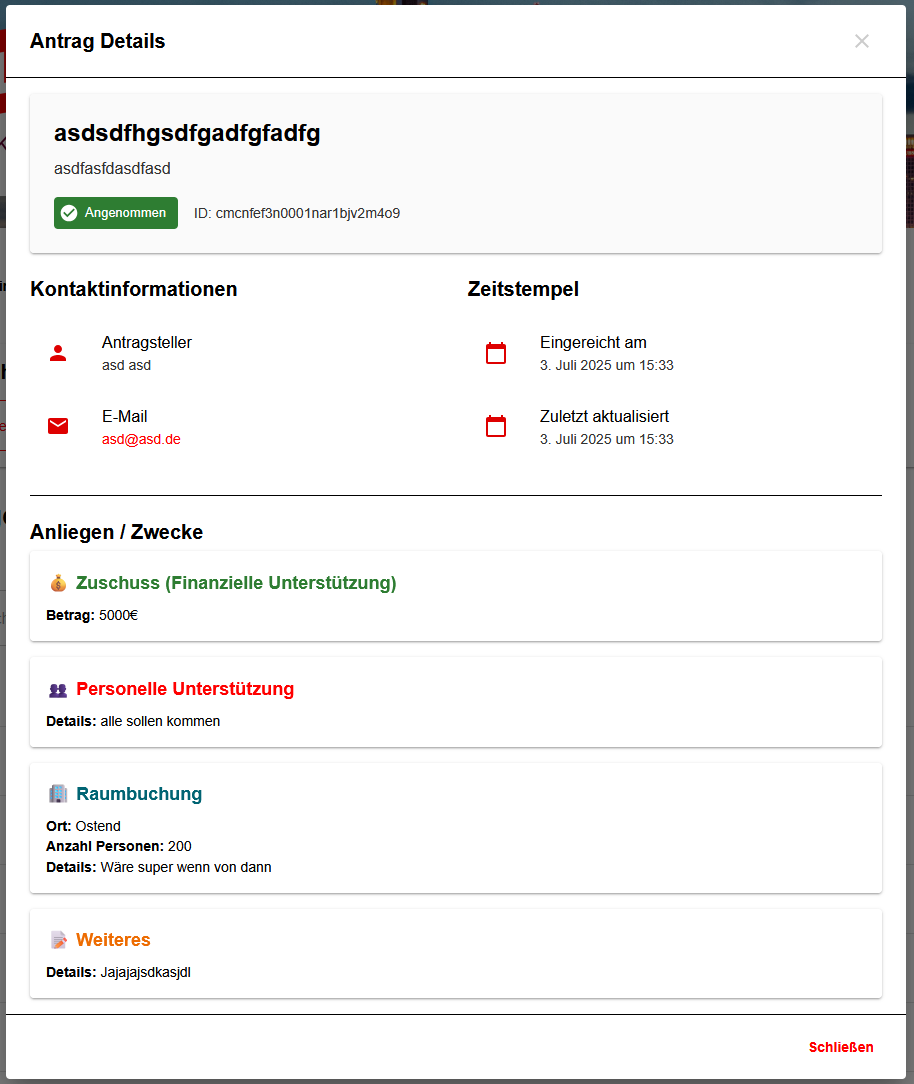 Antrag Details
asdsdfhgsdfgadfgfadfg
asdfasfdasdfasd
Angenommen ID: cmcnfef3n0001nar1bjv2m4o9
Kontaktinformationen
Antragsteller
asd asd
E-Mail
asd@asd.de
Zeitstempel
Eingereicht am
3. Juli 2025 um 15:33
Zuletzt aktualisiert
3. Juli 2025 um 15:33
Anliegen / Zwecke
Zuschuss (Finanzielle Unterstützung)
Betrag: 5000€
Personelle Unterstützung
Details: alle sollen kommen
Raumbuchung
Ort: Ostend
Anzahl Personen: 200
Details: Wäre super wenn von dann
Weiteres
Details: Jajajajsdkasjdl
Schließen